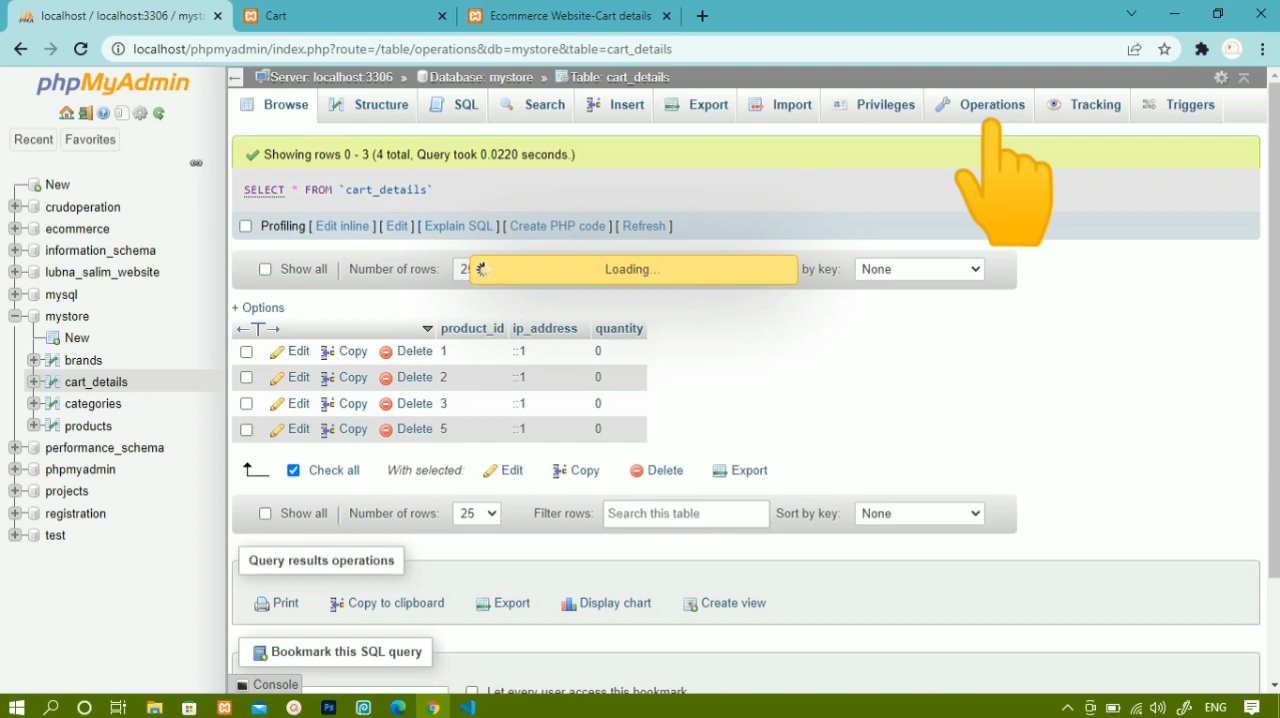 localhost / localhost:3306 / myst
Cart
Ecommerce Website-Cart details
localhost/phpmyadmin/index.php?route=/table/operations&db=mystore&table=cart_details
phpMyAdmin
Recent
Favorites
New
crudoperation
ecommerce
information_schema
lubna_salim_website
mysql
mystore
New
brands
cart_details
categories
products
performance_schema
phpmyadmin
projects
registration
test
Server: localhost:3306 » Database: mystore » Table: cart_details
Browse Structure SQL Search Insert Export Import Privileges Operations Tracking Triggers
Showing rows 0 - 3 (4 total, Query took 0.0220 seconds.)
SELECT * FROM `cart_details`
Profiling [ Edit inline ] [ Edit ] [ Explain SQL ] [ Create PHP code ] [ Refresh ]
Show all Number of rows: Loading... by key: None
+ Options
product_id ip_address quantity
Edit Copy Delete 1 ::1 0
Edit Copy Delete 2 ::1 0
Edit Copy Delete 3 ::1 0
Edit Copy Delete 5 ::1 0
Check all With selected: Edit Copy Delete Export
Show all Number of rows: 25 Filter rows: Search this table Sort by key: None
Query results operations
Print Copy to clipboard Export Display chart Create view
Bookmark this SQL query
Console
Let every user access this bookmark
ENG